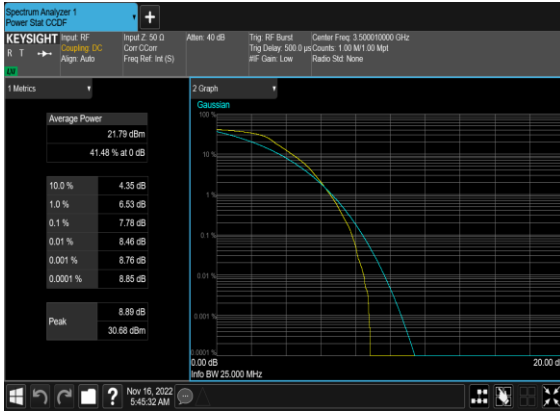 Spectrum Analyzer 1
Power Stat CCDF
KEYSIGHT
R T
Input: RF
Coupling: DC
Align: Auto
Input Z: 50 Ω
Corr CCorr
Freq Ref: Int (S)
Atten: 40 dB
Trig: RF Burst
Trig Delay: 500.0 µs
#IF Gain: Low
Center Freq: 3.500010000 GHz
Counts: 1.00 M/1.00 Mpt
Radio Std: None
1 Metrics
Average Power
21.79 dBm
41.48 % at 0 dB
10.0 % 4.35 dB
1.0 % 6.53 dB
0.1 % 7.78 dB
0.01 % 8.46 dB
0.001 % 8.76 dB
0.0001 % 8.85 dB
Peak
8.89 dB
30.68 dBm
2 Graph
Gaussian
100 %
10 %
1 %
0.1 %
0.01 %
0.001 %
0.0001 %
0.00 dB
20.00 d
Info BW 25.000 MHz
?
Nov 16, 2022
5:45:32 AM